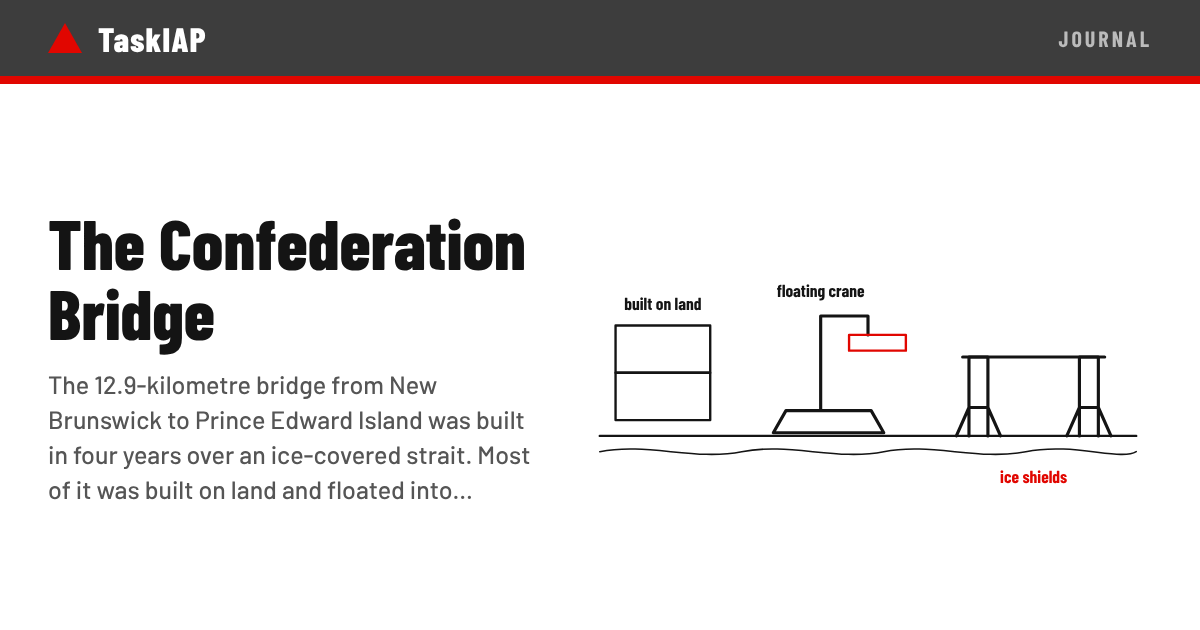 TaskIAP
JOURNAL
The Confederation
Bridge
The 12.9-kilometre bridge from New
Brunswick to Prince Edward Island was built
in four years over an ice-covered strait. Most
of it was built on land and floated into...
built on land
floating crane
ice shields